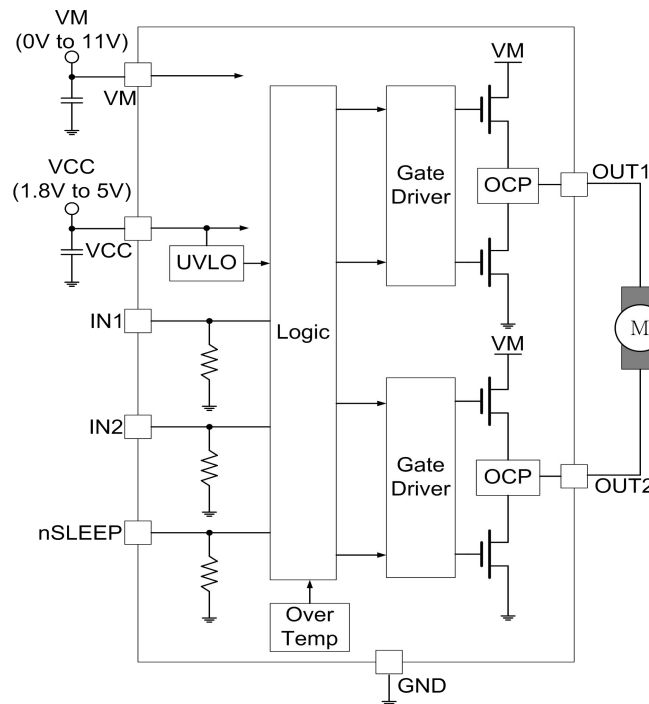 VM
(0V to 11V)
VM
VM
VCC
(1.8V to 5V)
VCC
UVLO
IN1
IN2
nSLEEP
Logic
Over
Temp
Gate
Driver
OCP
OUT1
M
VM
Gate
Driver
OCP
OUT2
GND